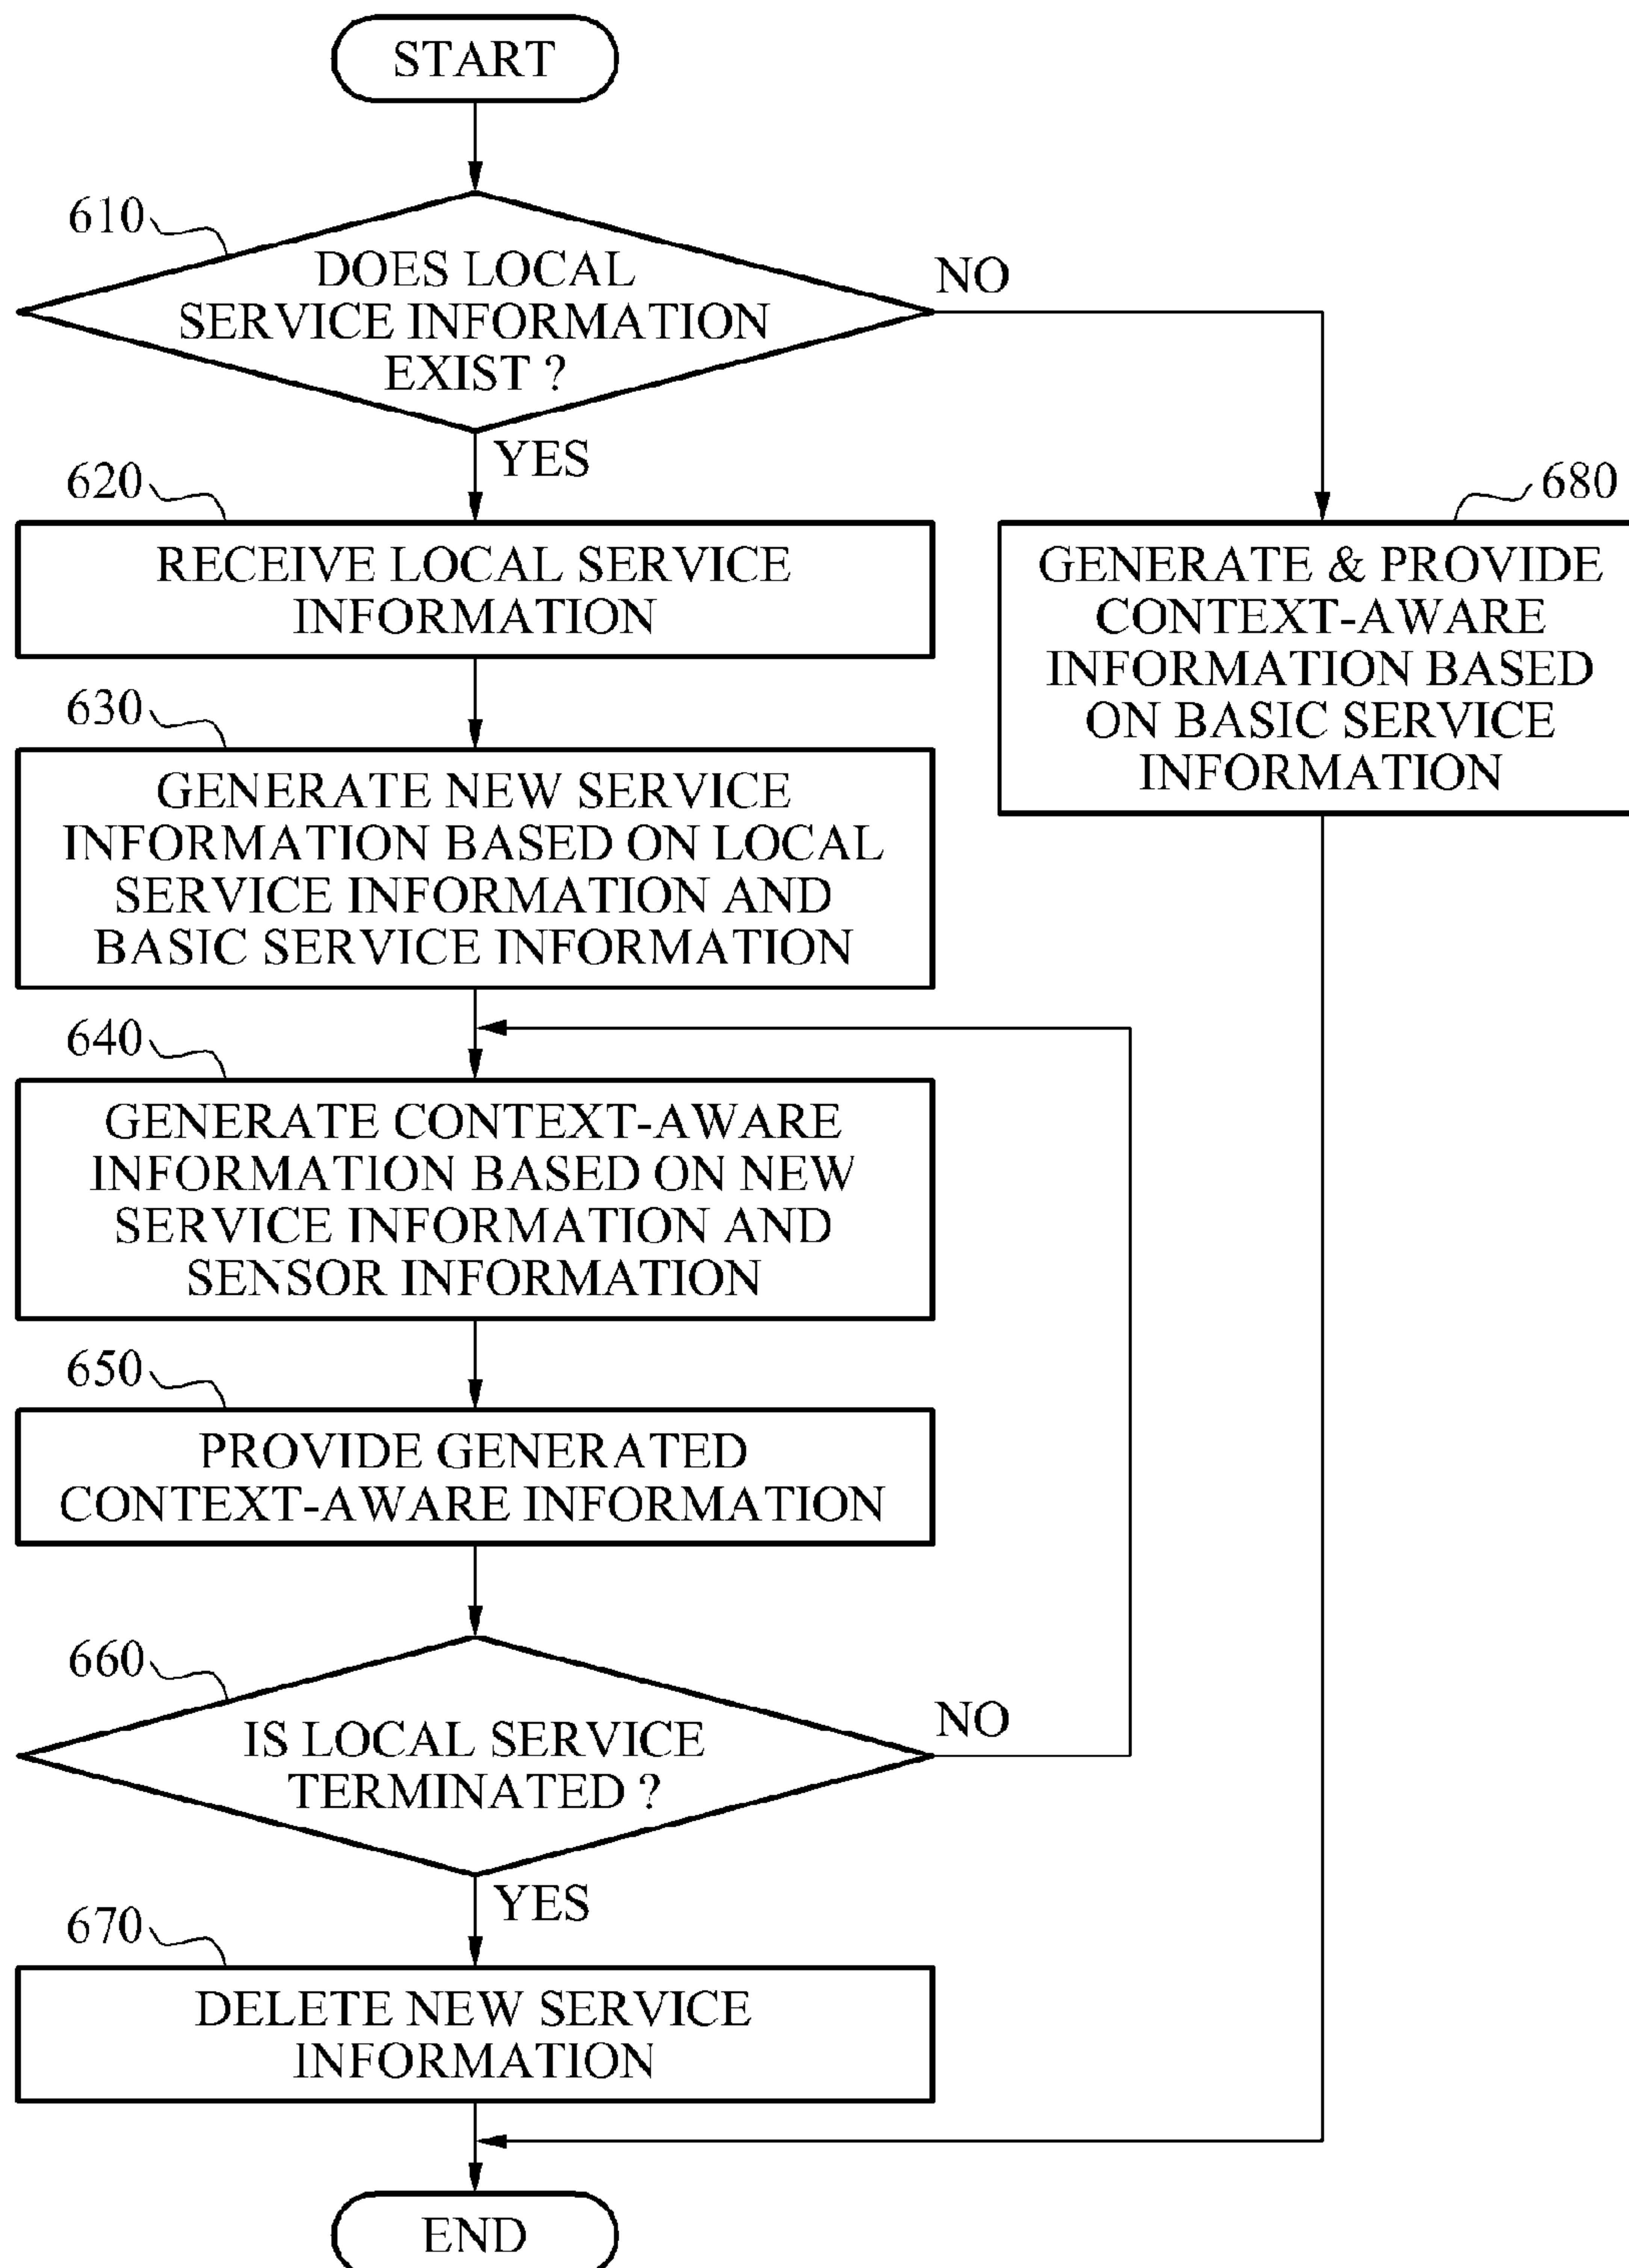 START
610
DOES LOCAL
SERVICE INFORMATION
EXIST ?
NO
YES
620
RECEIVE LOCAL SERVICE
INFORMATION
680
GENERATE & PROVIDE
CONTEXT-AWARE
INFORMATION BASED
ON BASIC SERVICE
INFORMATION
630
GENERATE NEW SERVICE
INFORMATION BASED ON LOCAL
SERVICE INFORMATION AND
BASIC SERVICE INFORMATION
640
GENERATE CONTEXT-AWARE
INFORMATION BASED ON NEW
SERVICE INFORMATION AND
SENSOR INFORMATION
650
PROVIDE GENERATED
CONTEXT-AWARE INFORMATION
660
IS LOCAL SERVICE
TERMINATED ?
NO
YES
670
DELETE NEW SERVICE
INFORMATION
END